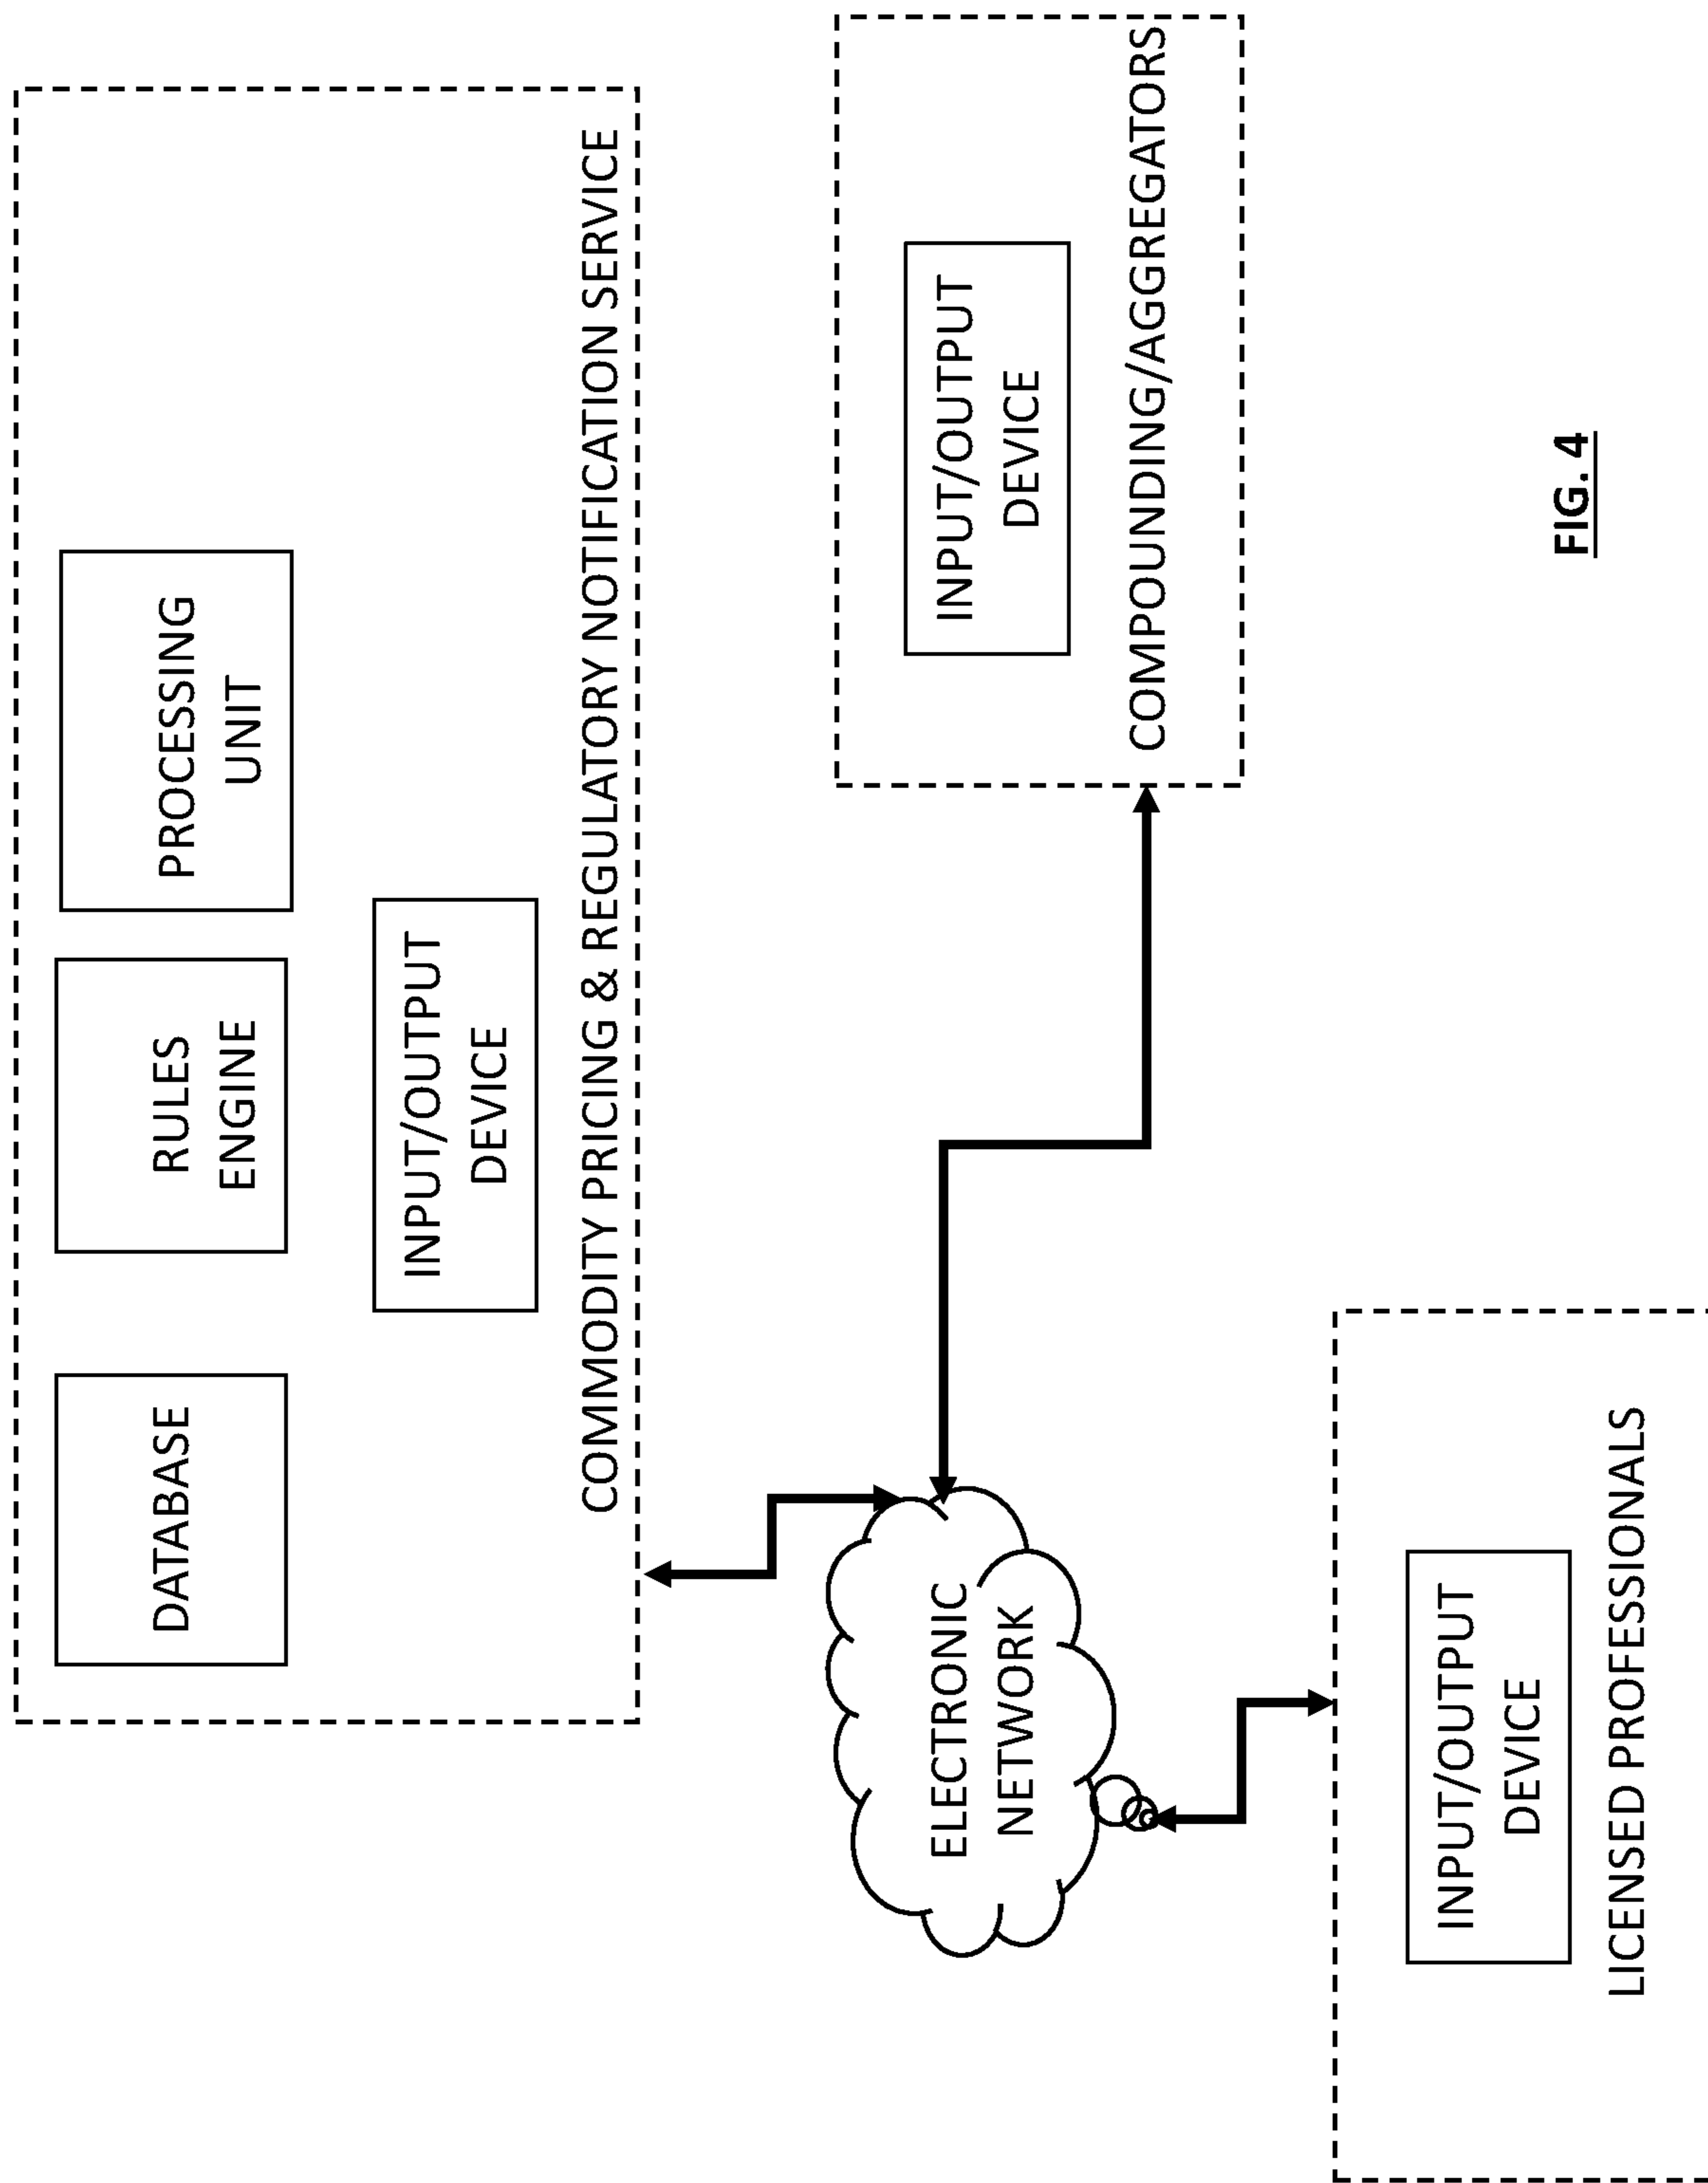 DATABASE
RULES
ENGINE
PROCESSING
UNIT
INPUT/OUTPUT
DEVICE
COMMODITY PRICING & REGULATORY NOTIFICATION SERVICE
ELECTRONIC
NETWORK
INPUT/OUTPUT
DEVICE
COMPOUNDING/AGGREGATORS
INPUT/OUTPUT
DEVICE
LICENSED PROFESSIONALS
FIG. 4